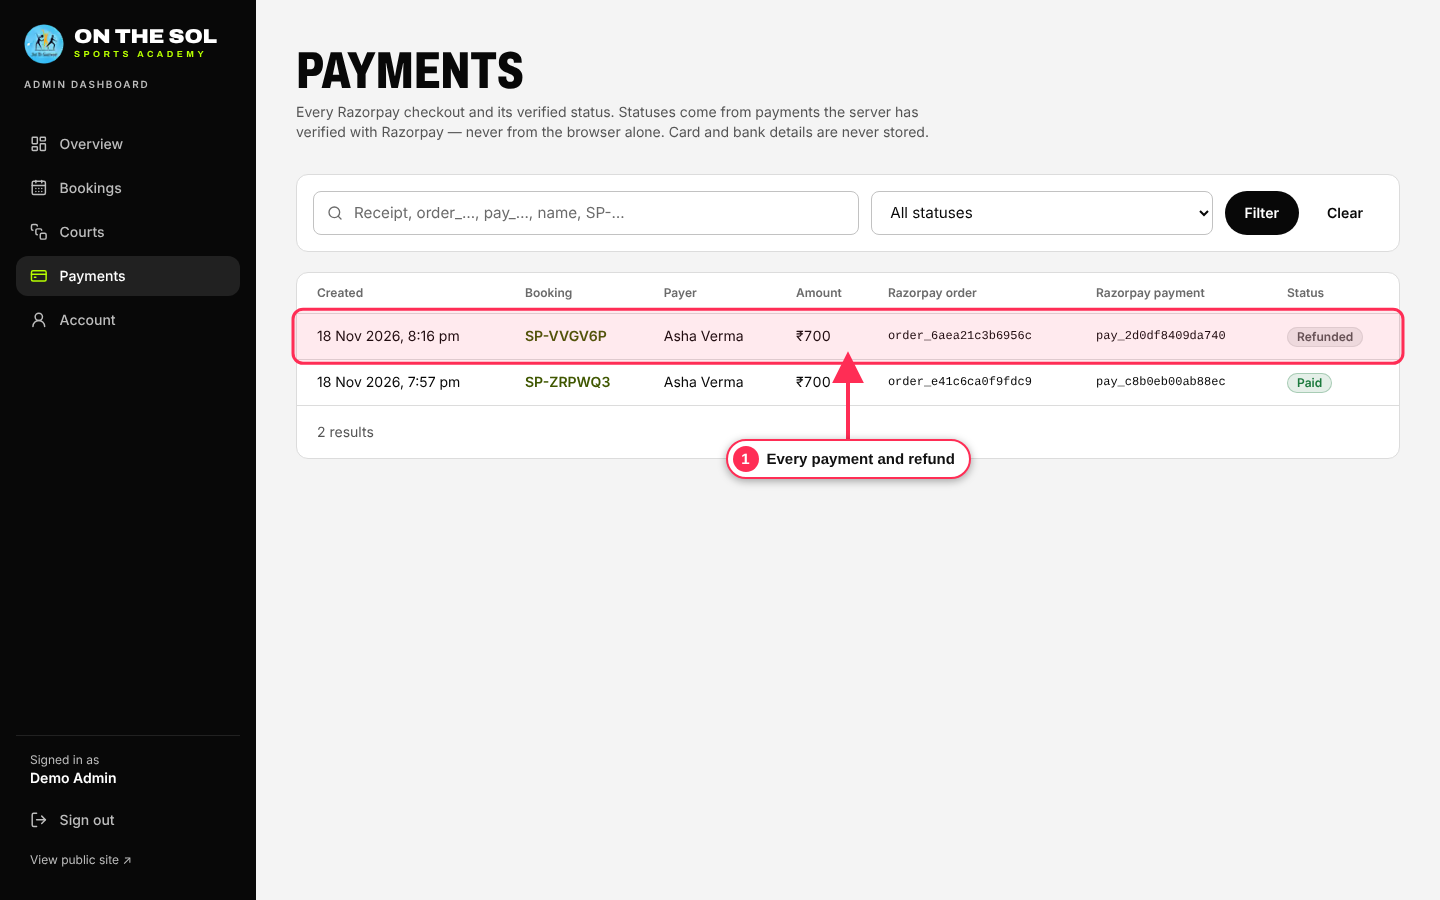 ON THE SOL
SPORTS ACADEMY
ADMIN DASHBOARD
Overview
Bookings
Courts
Payments
Account
Signed in as
Demo Admin
Sign out
View public site ↗
PAYMENTS
Every Razorpay checkout and its verified status. Statuses come from payments the server has
verified with Razorpay — never from the browser alone. Card and bank details are never stored.
Receipt, order_..., pay_..., name, SP-... All statuses Filter Clear
Created Booking Payer Amount Razorpay order Razorpay payment Status
18 Nov 2026, 8:16 pm SP-VVGV6P Asha Verma ₹700 order_6aea21c3b6956c pay_2d0df8409da740 Refunded
18 Nov 2026, 7:57 pm SP-ZRPWQ3 Asha Verma ₹700 order_e41c6ca0f9fdc9 pay_c8b0eb00ab88ec Paid
2 results
1 Every payment and refund